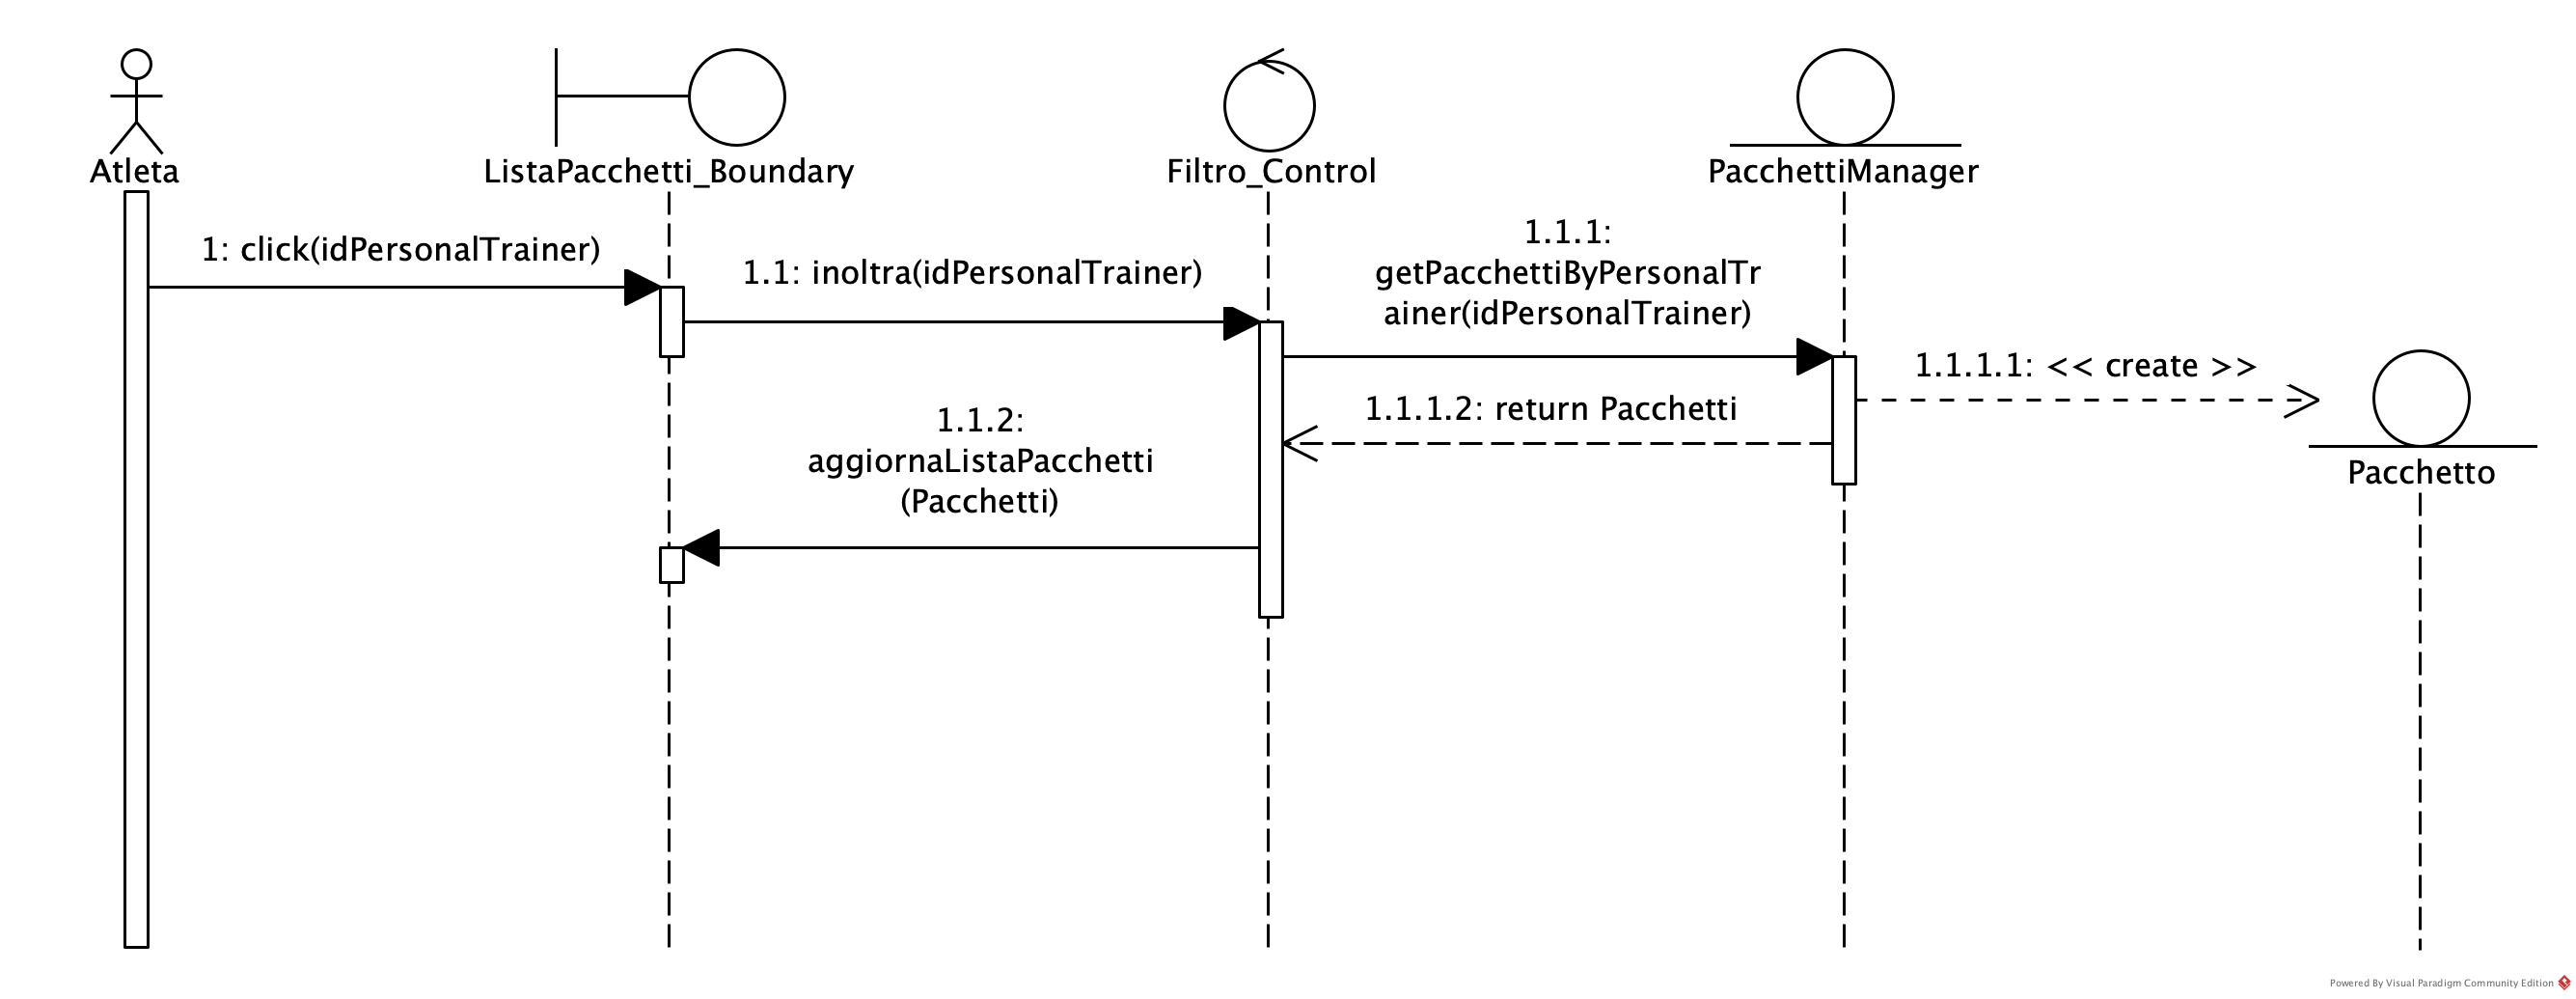 Atleta
ListaPacchetti_Boundary
Filtro_Control
PacchettiManager
1: click(idPersonalTrainer)
1.1: inoltra(idPersonalTrainer)
1.1.1:
getPacchettiByPersonalTr
ainer(idPersonalTrainer)
1.1.1.1: << create >>
1.1.1.2: return Pacchetti
1.1.2:
aggiornaListaPacchetti
(Pacchetti)
Pacchetto
Powered By Visual Paradigm Community Edition